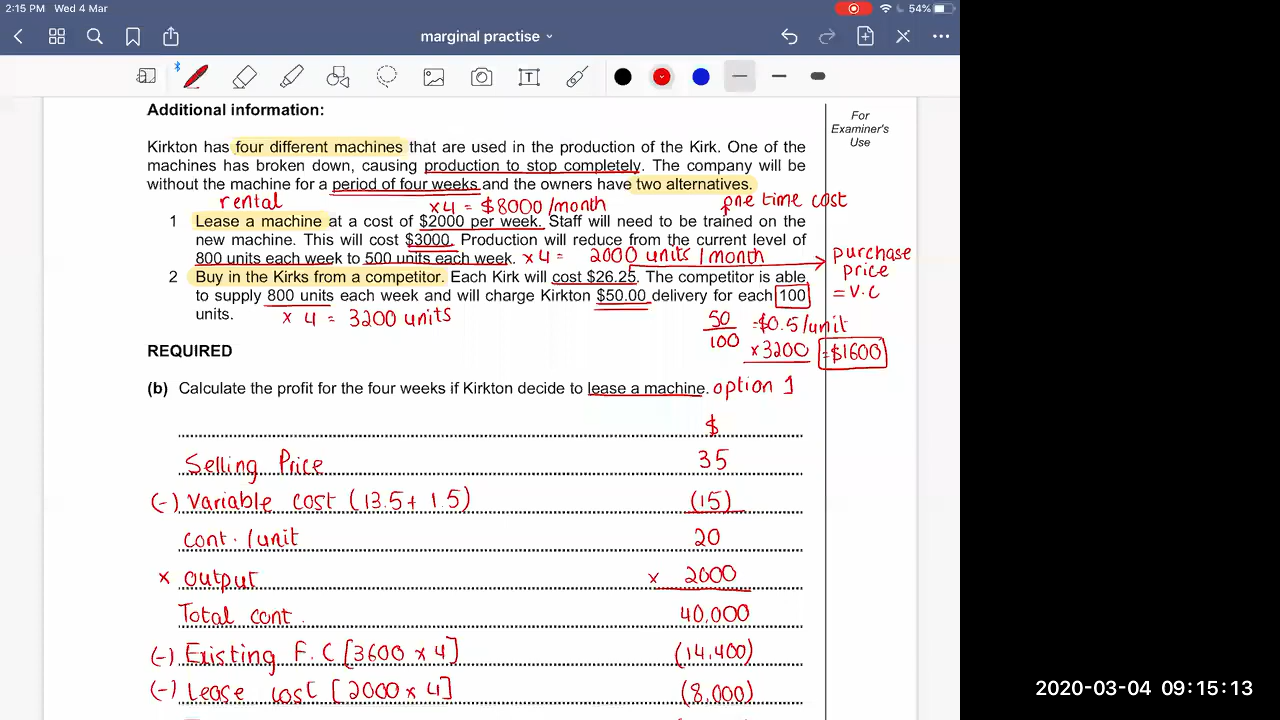 2:15 PM Wed 4 Mar
54%
marginal practise
Additional information:
For
Examiner's
Use
Kirkton has four different machines that are used in the production of the Kirk. One of the
machines has broken down, causing production to stop completely. The company will be
without the machine for a period of four weeks and the owners have two alternatives.
rental ×4 = $8000 /month one time cost
1 Lease a machine at a cost of $2000 per week. Staff will need to be trained on the
new machine. This will cost $3000. Production will reduce from the current level of
800 units each week to 500 units each week. ×4 = 2000 units /month
purchase
price
= V.C
2 Buy in the Kirks from a competitor. Each Kirk will cost $26.25. The competitor is able
to supply 800 units each week and will charge Kirkton $50.00 delivery for each 100
units. × 4 = 3200 units
50
100
=$0.5/unit
×3200 =$1600
REQUIRED
(b) Calculate the profit for the four weeks if Kirkton decide to lease a machine. option 1
$
Selling Price 35
(-) Variable cost (13.5+ 1.5) (15)
cont. /unit 20
× output × 2000
Total cont. 40,000
(-) Existing F.C [3600 × 4] (14,400)
(-) Lease cost [2000 × 4] (8,000)
2020-03-04 09:15:13